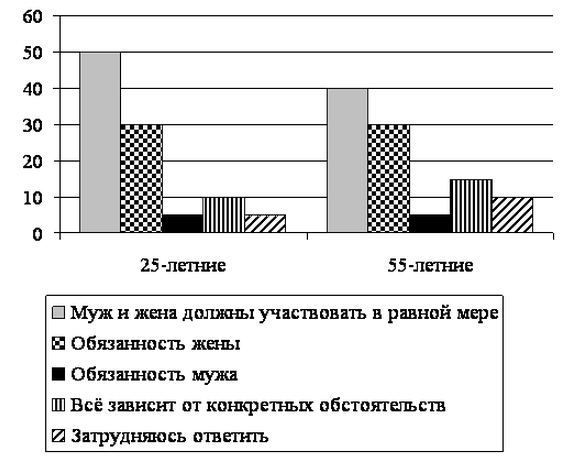 60
50
40
30
20
10
0
25-летние 55-летние
Муж и жена должны участвовать в равной мере
Обязанность жены
Обязанность мужа
Всё зависит от конкретных обстоятельств
Затрудняюсь ответить